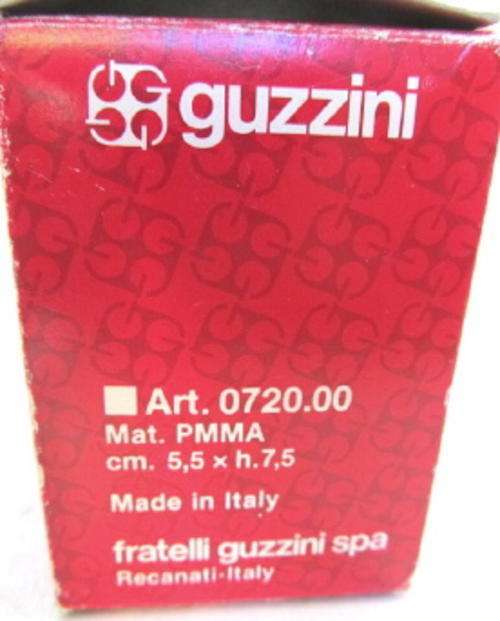 guzzini
Art. 0720.00
Mat. PMMA
cm. 5,5 x h.7,5
Made in Italy
fratelli guzzini spa
Recanati-Italy